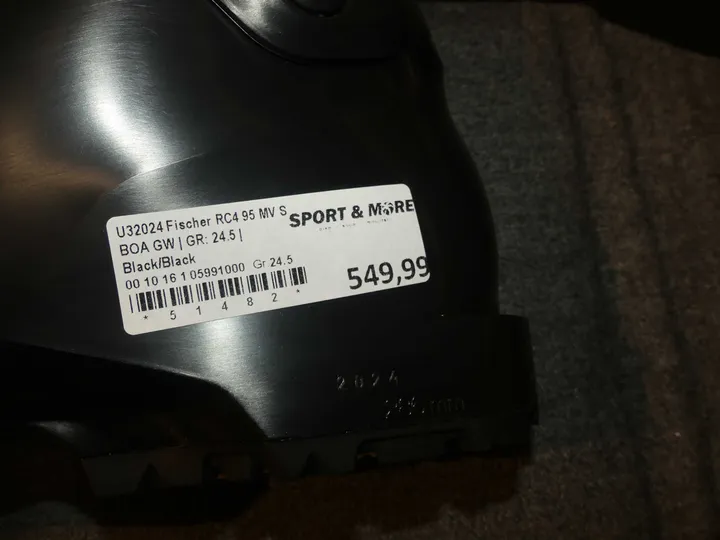 U32024 Fischer RC4 95 MV S
BOA GW | GR: 24.5 |
Black/Black
00 10 16 1 05991000 Gr 24.5
* 5 1 4 8 2 *
SPORT & MORE
549,99
2024